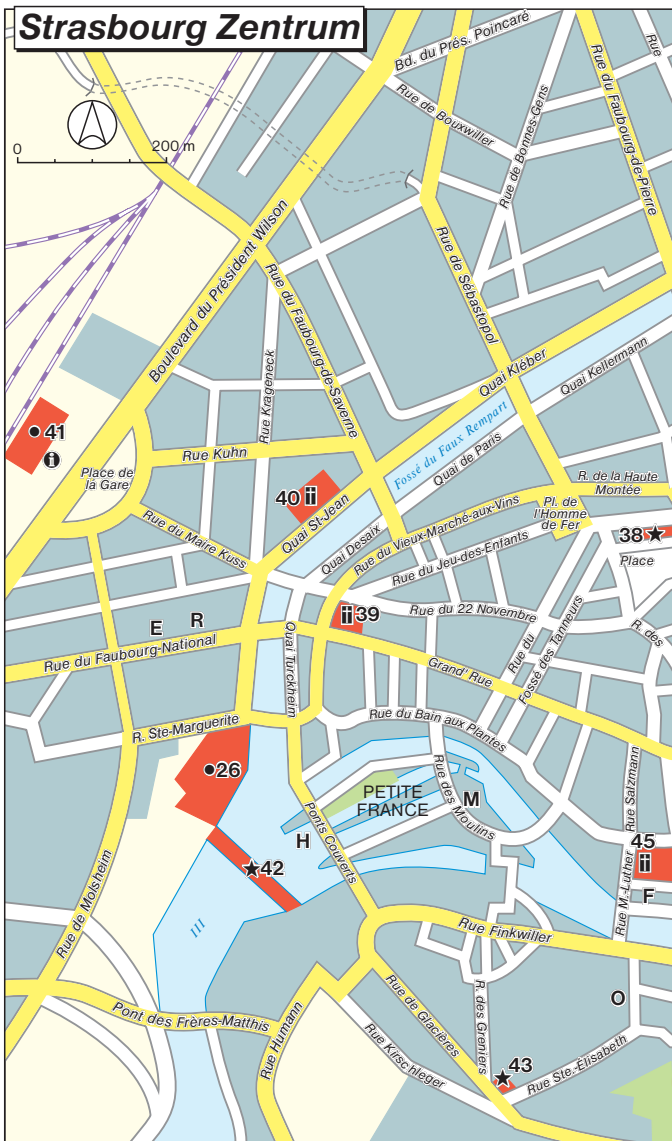 Strasbourg Zentrum
Bd. du Prés. Poincaré
Rue du Faubourg-de-Pierre
Rue
Rue de Bouxwiller
Rue de Bonnes-Gens
0
200 m
Boulevard du Président Wilson
Rue de Sébastopol
Rue du Faubourg-de-Saverne
Rue Krageneck
Quai Kléber
Quai Kellermann
Fossé du Faux Rempart
Quai de Paris
41
Place de
la Gare
Rue Kuhn
40
Quai St-Jean
R. de la Haute
Montée
Pl. de
l'Homme
de Fer
38
Place
Rue du Maire Kuss
Quai Desaix
Rue du Vieux-Marché-aux-Vins
Rue du Jeu-des-Enfants
39
Rue du 22 Novembre
E
R
Rue du Faubourg-National
Quai Turckheim
Grand' Rue
Rue du
Fossé des Tanneurs
R. des
R. Ste-Marguerite
Rue du Bain aux Plantes
26
PETITE
FRANCE
Rue des Moulins
M
Rue Salzmann
H
Ponts Couverts
42
45
F
Rue M.-Luther
Rue de Molsheim
Ill
Rue Finkwiller
O
Pont des Frères-Matthis
Rue Humann
Rue de Glacières
R. des Greniers
Rue Kirschleger
43
Rue Ste.-Élisabeth